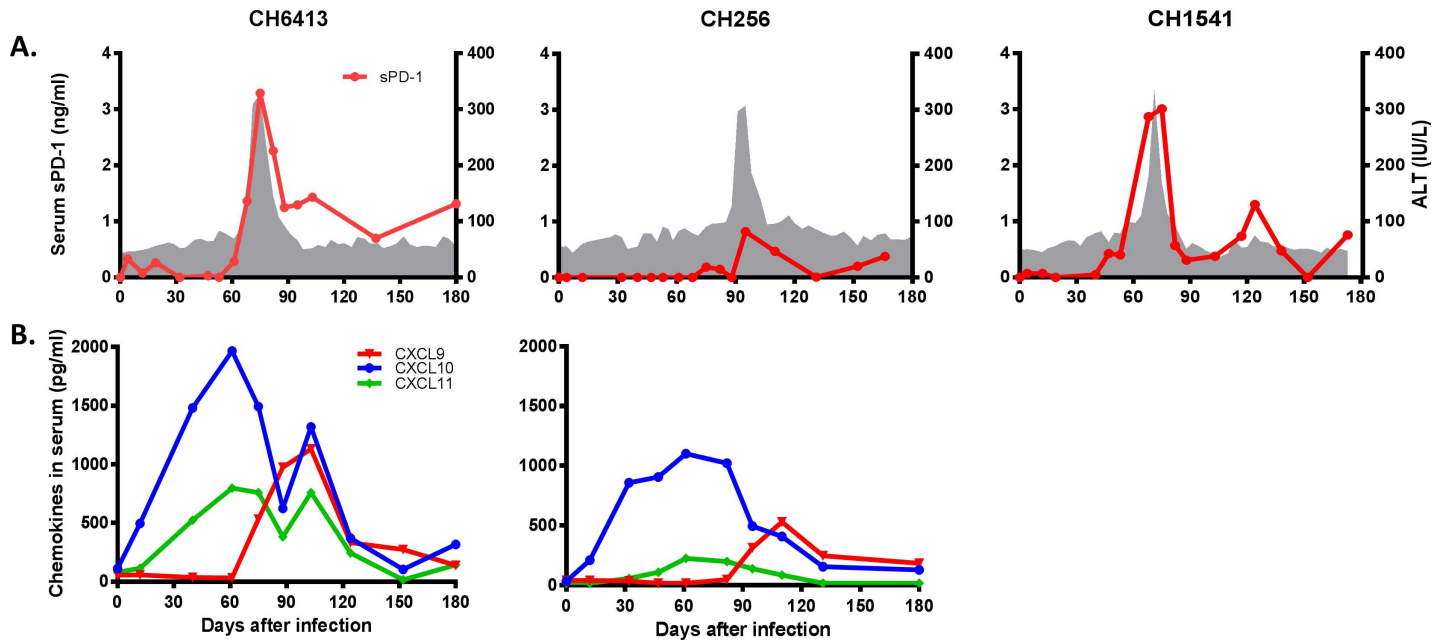 CH6413 CH256 CH1541
A.
4 400 4 400 4 400
sPD-1
3 300 3 300 3 300
2 200 2 200 2 200
1 100 1 100 1 100
0 0 0 0 0 0
Serum sPD-1 (ng/ml)
ALT (IU/L)
0 30 60 90 120 150 180 0 30 60 90 120 150 180 0 30 60 90 120 150 180
B.
2000 2000
CXCL9
CXCL10
CXCL11
1500 1500
1000 1000
500 500
0 0
Chemokines in serum (pg/ml)
0 30 60 90 120 150 180 0 30 60 90 120 150 180
Days after infection Days after infection